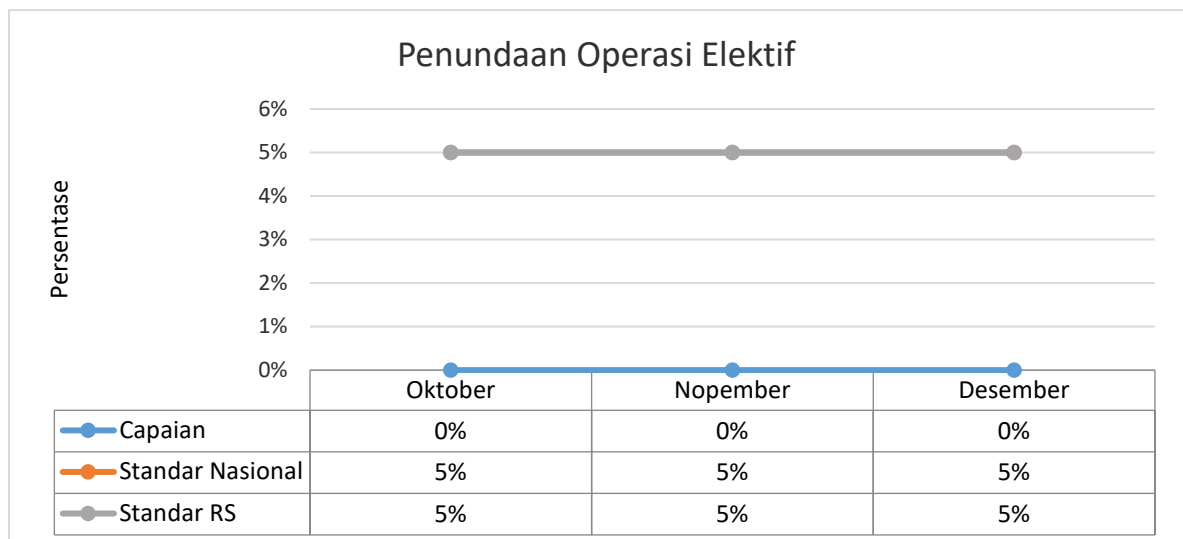 Penundaan Operasi Elektif
Persentase
6%
5%
4%
3%
2%
1%
0%
Oktober Nopember Desember
Capaian 0% 0% 0%
Standar Nasional 5% 5% 5%
Standar RS 5% 5% 5%